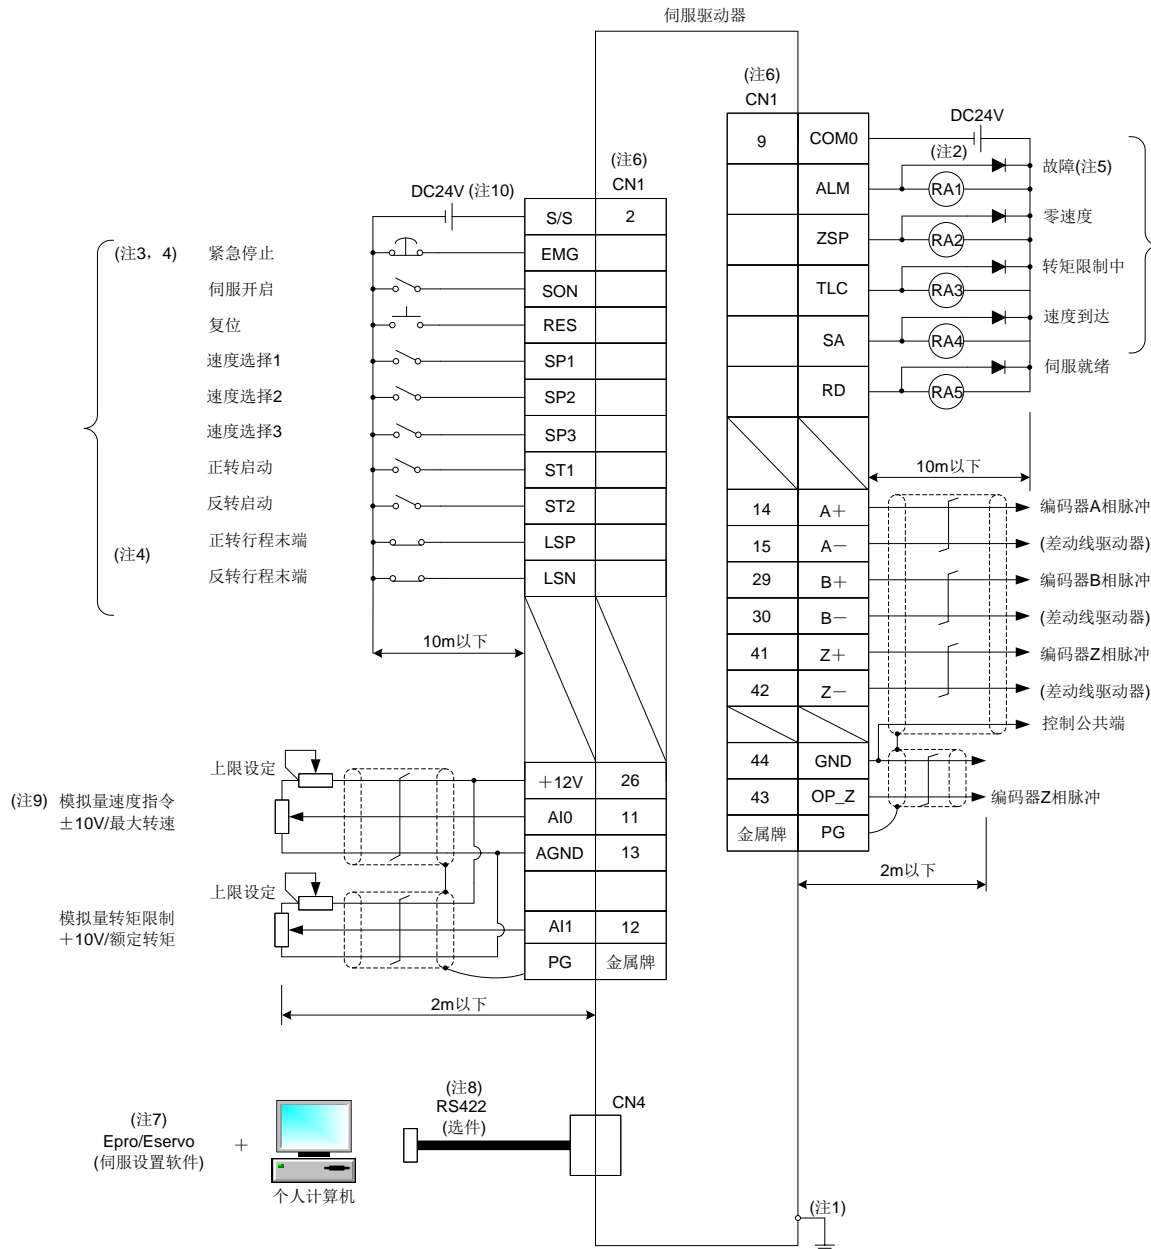 伺服驱动器
(注6)
CN1
DC24V
9 COM0
(注2)
ALM RA1 故障(注5)
ZSP RA2 零速度
TLC RA3 转矩限制中
SA RA4 速度到达
RD RA5 伺服就绪
10m以下
14 A+ 编码器A相脉冲
15 A- (差动线驱动器)
29 B+ 编码器B相脉冲
30 B- (差动线驱动器)
41 Z+ 编码器Z相脉冲
42 Z- (差动线驱动器)
控制公共端
44 GND
43 OP_Z 编码器Z相脉冲
金属牌 PG
2m以下
(注6)
CN1
DC24V (注10)
S/S 2
(注3，4) 紧急停止 EMG
伺服开启 SON
复位 RES
速度选择1 SP1
速度选择2 SP2
速度选择3 SP3
正转启动 ST1
反转启动 ST2
(注4) 正转行程末端 LSP
反转行程末端 LSN
10m以下
上限设定 +12V 26
(注9) 模拟量速度指令 AI0 11
±10V/最大转速
AGND 13
上限设定
模拟量转矩限制 AI1 12
+10V/额定转矩
PG 金属牌
2m以下
(注8)
RS422
(选件)
CN4
(注7)
Epro/Eservo
(伺服设置软件)
+
个人计算机
(注1)